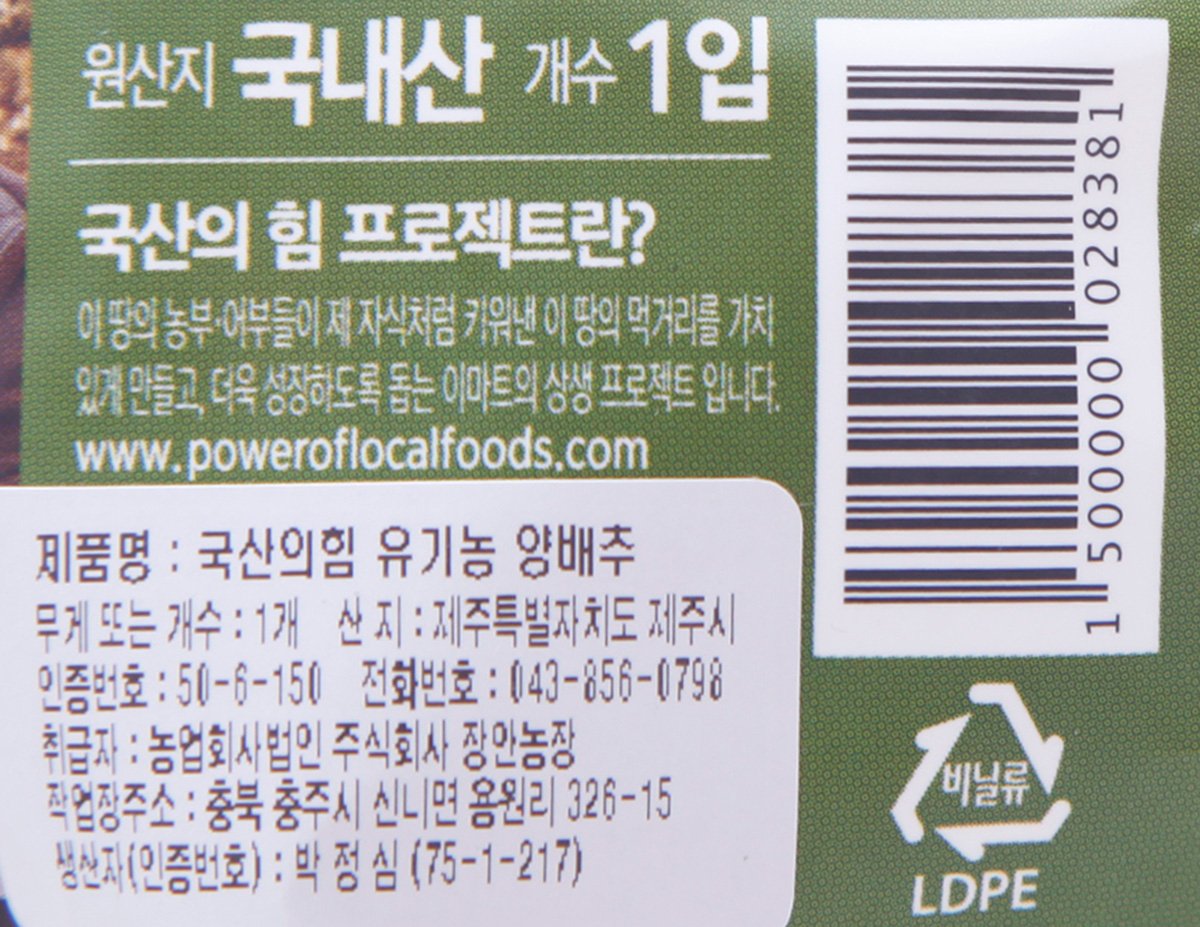 원산지 국내산 개수 1입
국산의 힘 프로젝트란?
이 땅의 농부·어부들이 제 자식처럼 키워낸 이 땅의 먹거리를 가치
있게 만들고, 더욱 성장하도록 돕는 이마트의 상생 프로젝트 입니다.
www.poweroflocalfoods.com
제품명 : 국산의힘 유기농 양배추
무게 또는 개수 : 1개 산 지 : 제주특별자치도 제주시
인증번호 : 50-6-150 전화번호 : 043-856-0798
취급자 : 농업회사법인 주식회사 장안농장
작업장주소 : 충북 충주시 신니면 용원리 326-15
생산자(인증번호) : 박 정 심 (75-1-217)
1 500000 028381
비닐류
LDPE